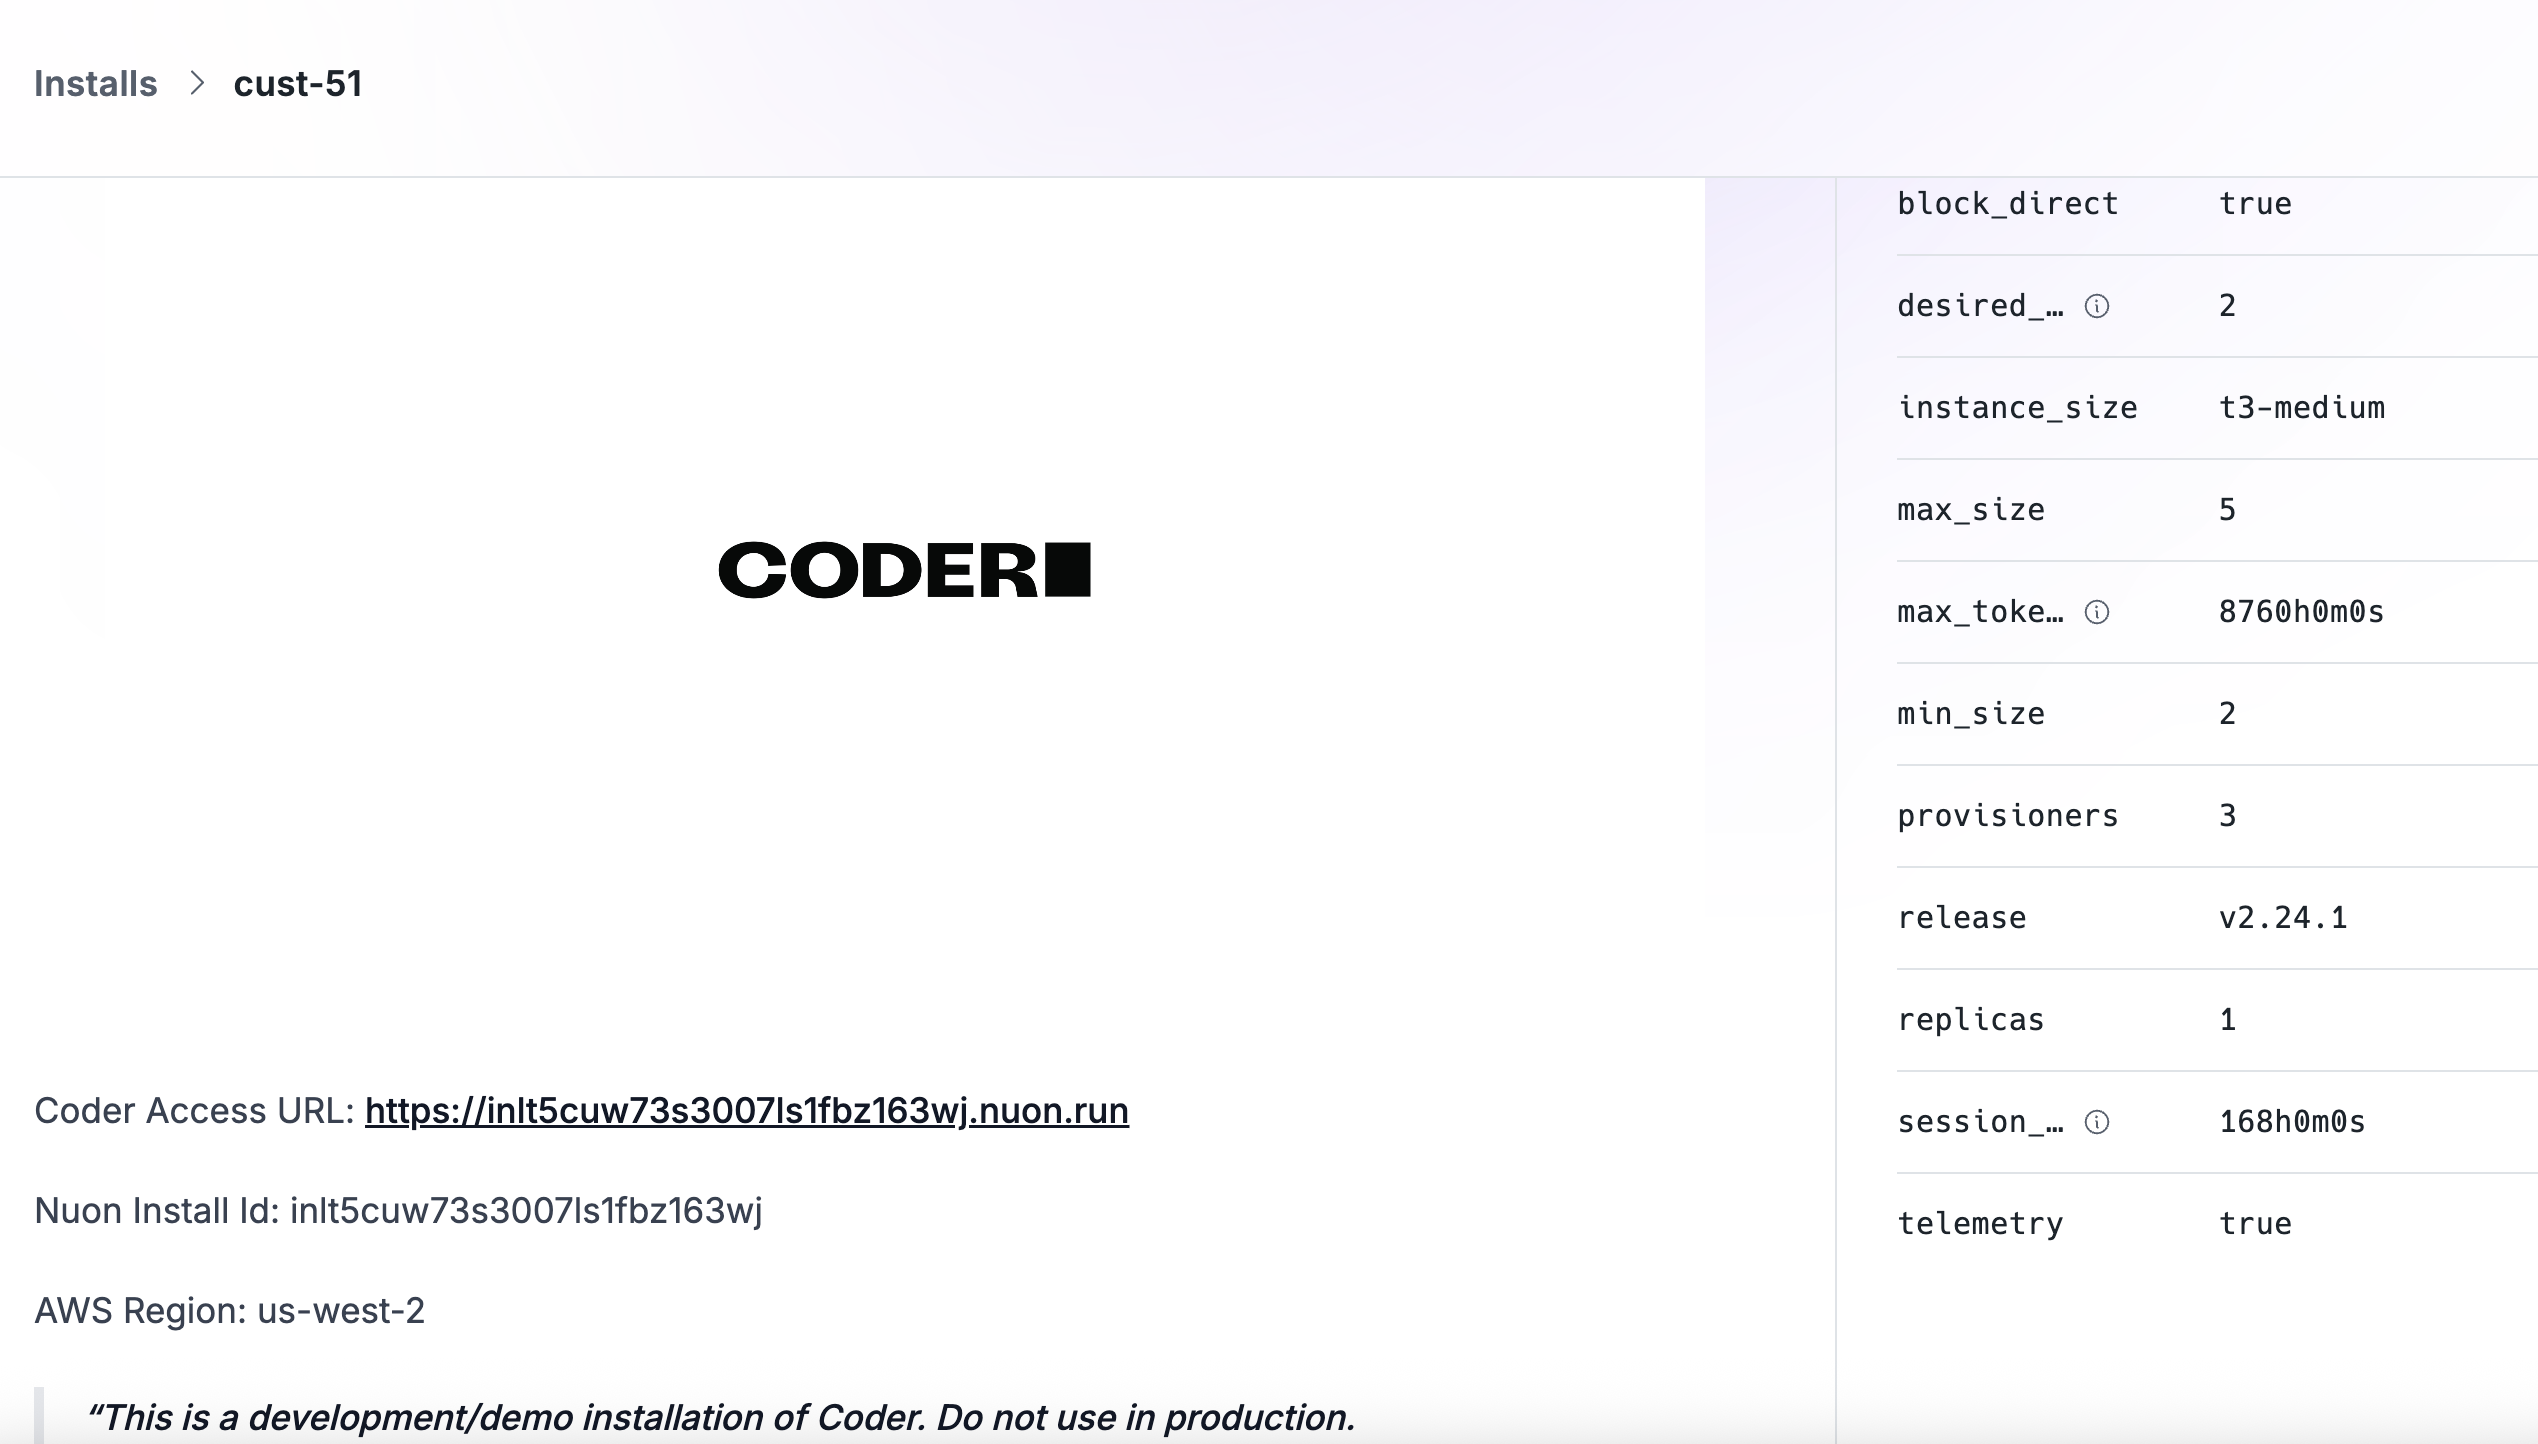 Installs > cust-51
CODER
Coder Access URL: https://inlt5cuw73s3007ls1fbz163wj.nuon.run
Nuon Install Id: inlt5cuw73s3007ls1fbz163wj
AWS Region: us-west-2
“This is a development/demo installation of Coder. Do not use in production.
block_direct true
desired_… 2
instance_size t3-medium
max_size 5
max_toke… 8760h0m0s
min_size 2
provisioners 3
release v2.24.1
replicas 1
session_… 168h0m0s
telemetry true